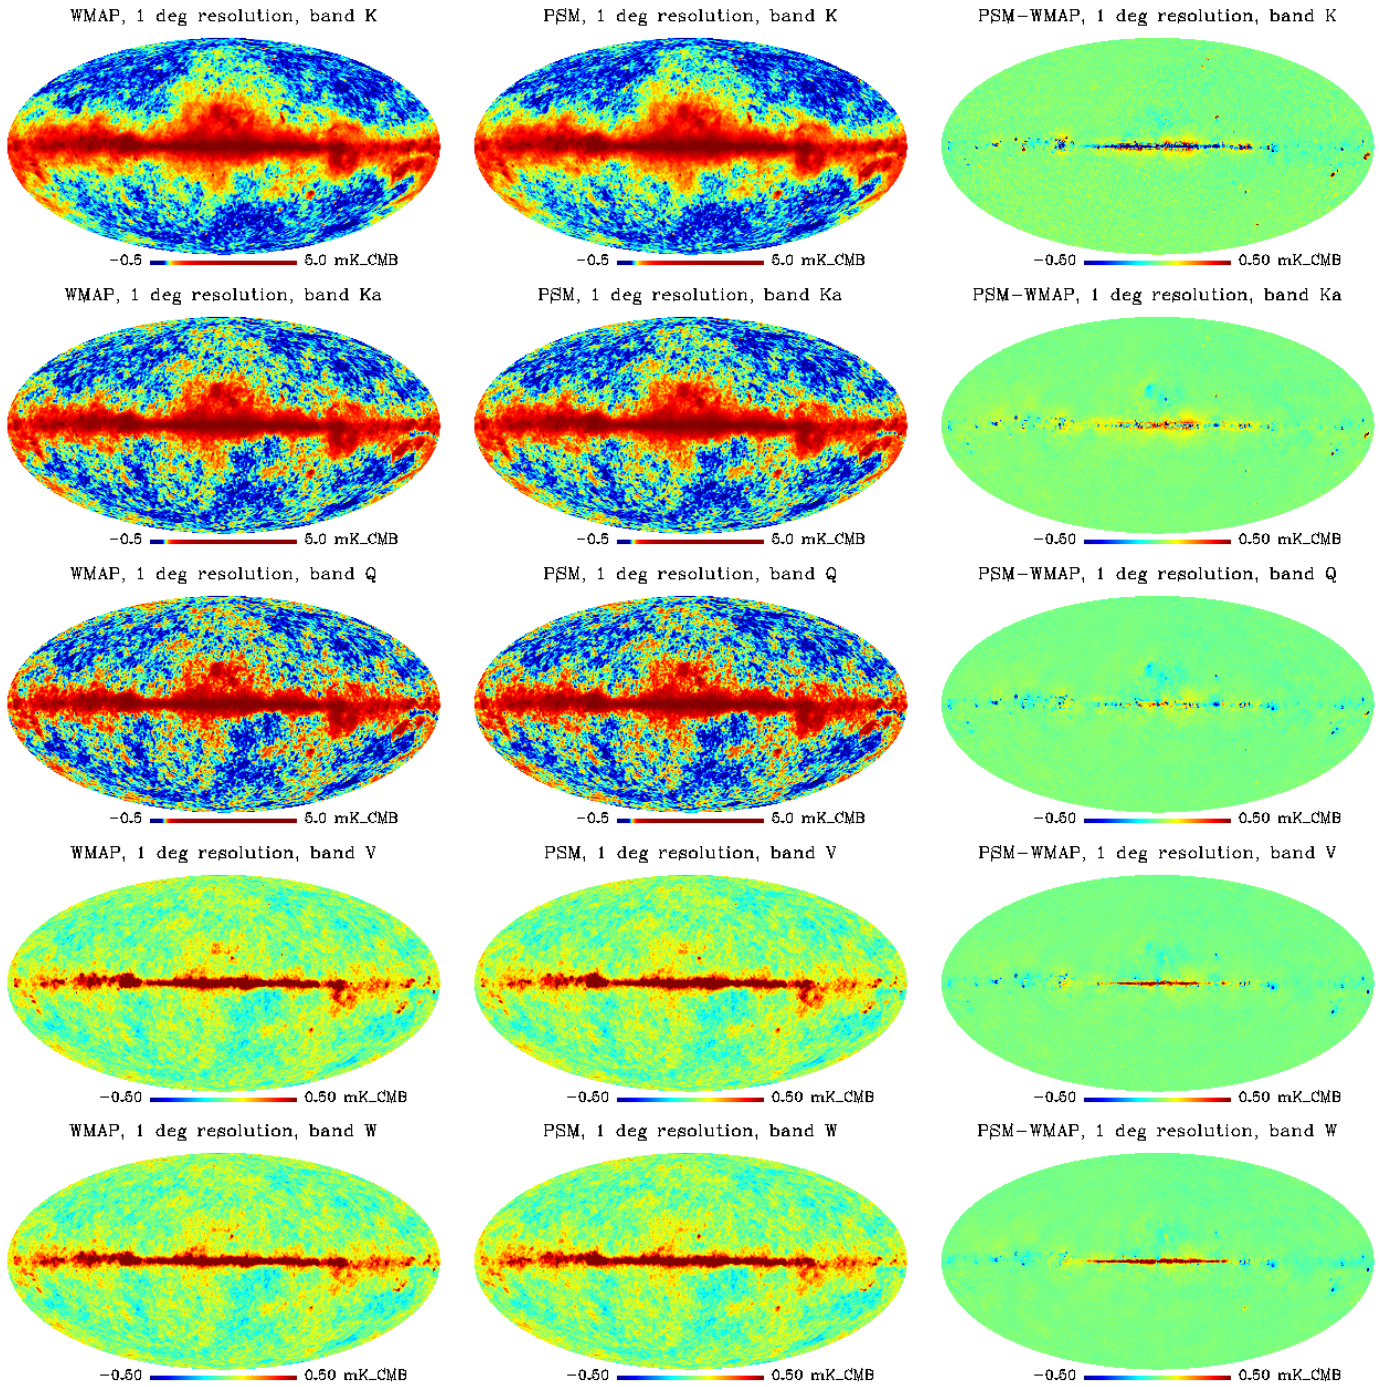 WMAP, 1 deg resolution, band K
PSM, 1 deg resolution, band K
PSM-WMAP, 1 deg resolution, band K
-0.5 5.0 mK_CMB
-0.5 5.0 mK_CMB
-0.50 0.50 mK_CMB
WMAP, 1 deg resolution, band Ka
PSM, 1 deg resolution, band Ka
PSM-WMAP, 1 deg resolution, band Ka
-0.5 5.0 mK_CMB
-0.5 5.0 mK_CMB
-0.50 0.50 mK_CMB
WMAP, 1 deg resolution, band Q
PSM, 1 deg resolution, band Q
PSM-WMAP, 1 deg resolution, band Q
-0.5 5.0 mK_CMB
-0.5 5.0 mK_CMB
-0.50 0.50 mK_CMB
WMAP, 1 deg resolution, band V
PSM, 1 deg resolution, band V
PSM-WMAP, 1 deg resolution, band V
-0.50 0.50 mK_CMB
-0.50 0.50 mK_CMB
-0.50 0.50 mK_CMB
WMAP, 1 deg resolution, band W
PSM, 1 deg resolution, band W
PSM-WMAP, 1 deg resolution, band W
-0.50 0.50 mK_CMB
-0.50 0.50 mK_CMB
-0.50 0.50 mK_CMB